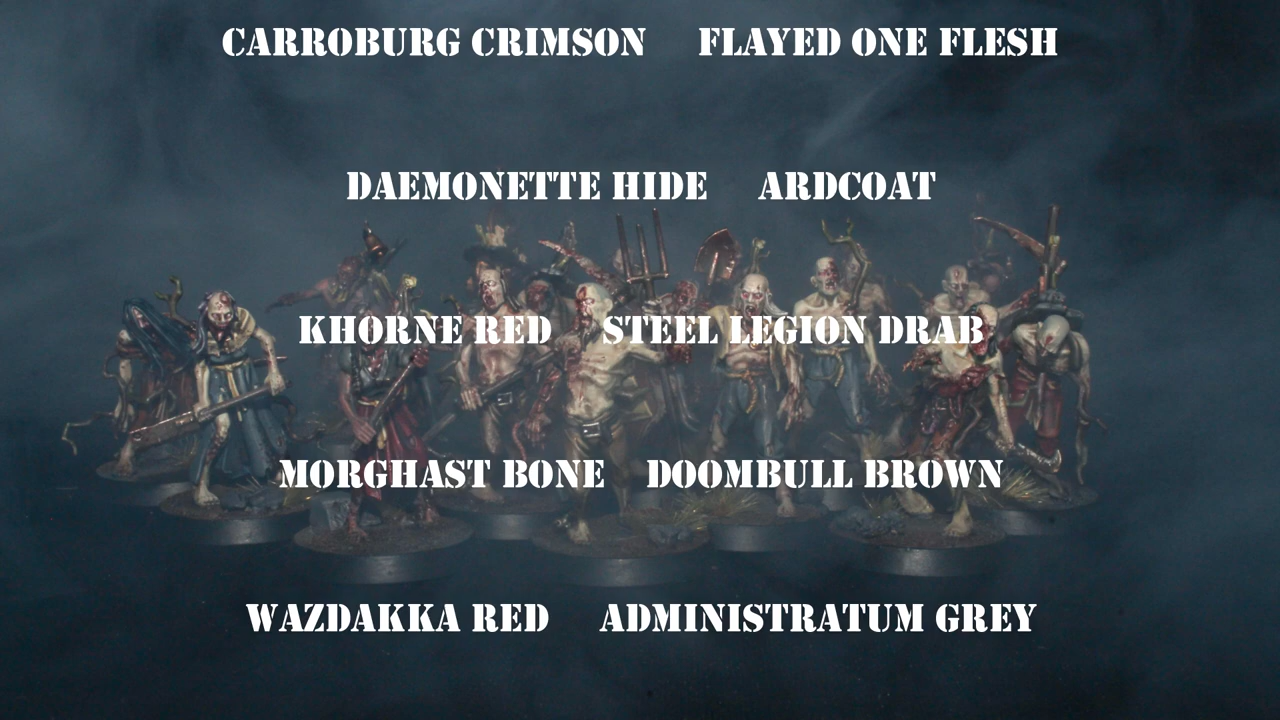 CARROBURG CRIMSON FLAYED ONE FLESH
DAEMONETTE HIDE ARDCOAT
KHORNE RED STEEL LEGION DRAB
MORGHAST BONE DOOMBULL BROWN
WAZDAKKA RED ADMINISTRATUM GREY